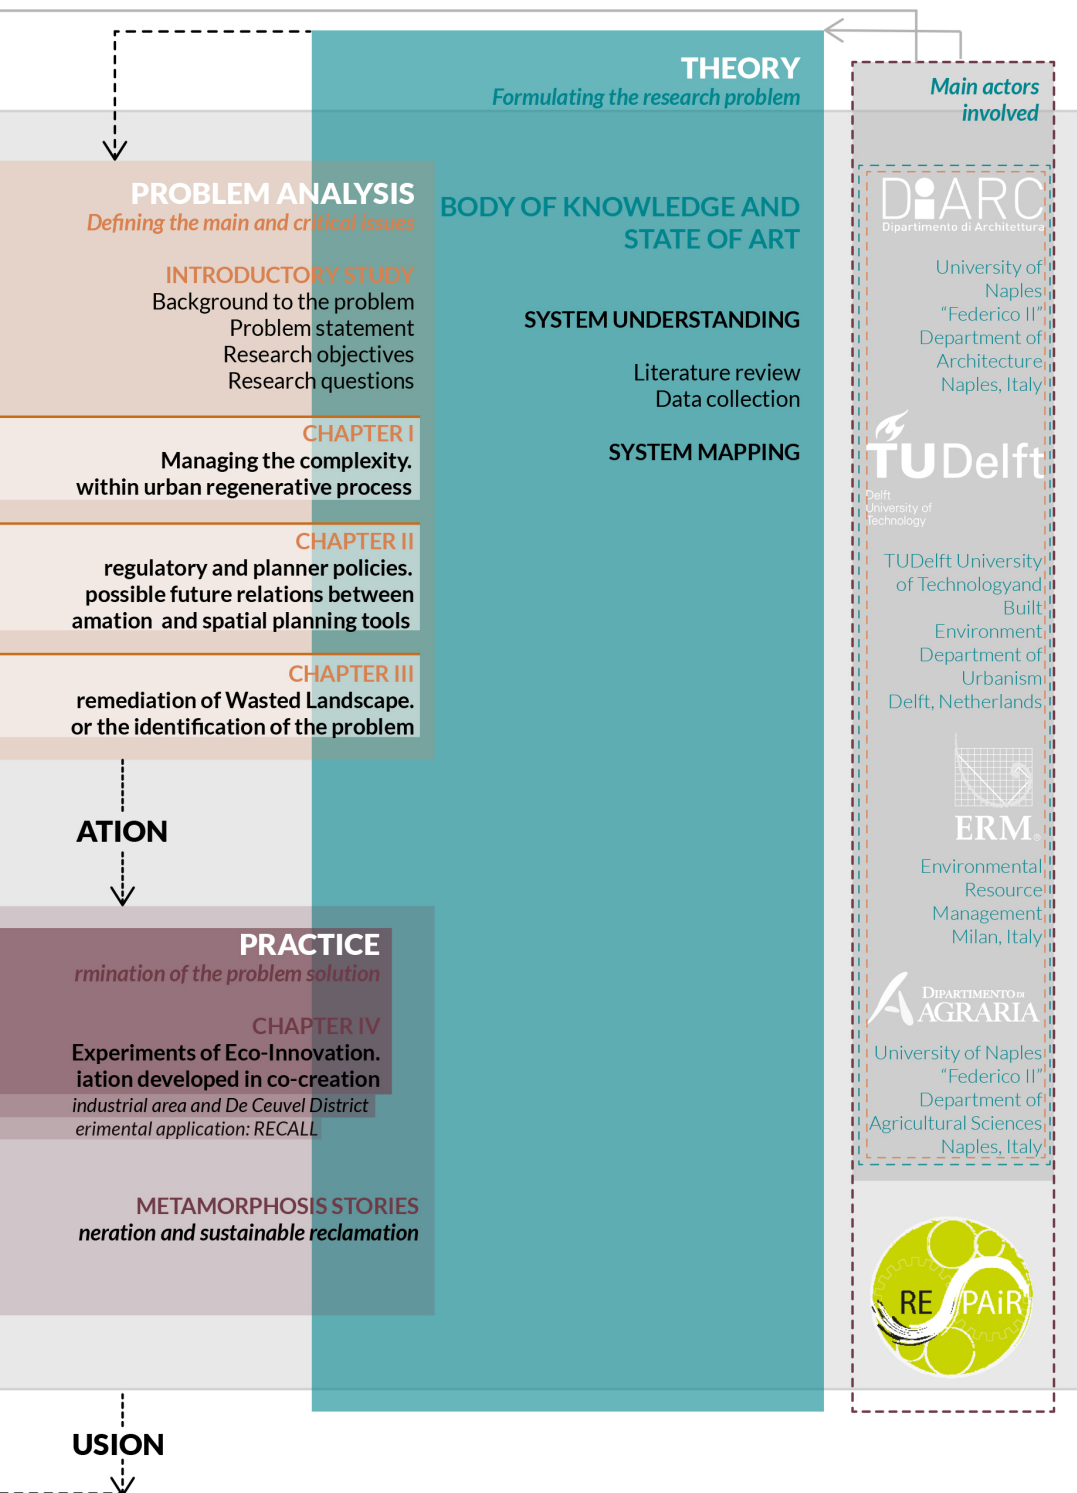 THEORY
Formulating the research problem
Main actors
involved
PROBLEM ANALYSIS
Defining the main and critical issues
INTRODUCTORY STUDY
Background to the problem
Problem statement
Research objectives
Research questions
CHAPTER I
Managing the complexity.
within urban regenerative process
CHAPTER II
regulatory and planner policies.
possible future relations between
amation and spatial planning tools
CHAPTER III
remediation of Wasted Landscape.
or the identification of the problem
ATION
PRACTICE
rmination of the problem solution
CHAPTER IV
Experiments of Eco-Innovation.
iation developed in co-creation
industrial area and De Ceuvel District
erimental application: RECALL
METAMORPHOSIS STORIES
neration and sustainable reclamation
USION
BODY OF KNOWLEDGE AND
STATE OF ART
SYSTEM UNDERSTANDING
Literature review
Data collection
SYSTEM MAPPING
DiARC
Dipartimento di Architettura
University of
Naples
“Federico II”
Department of
Architecture
Naples, Italy
TUDelft
Delft
University of
Technology
TUDelft University
of Technologyand
Built
Environment
Department of
Urbanism
Delft, Netherlands
ERM®
Environmental
Resource
Management
Milan, Italy
DIPARTIMENTO DI
AGRARIA
University of Naples
“Federico II”
Department of
Agricultural Sciences
Naples, Italy
RE PAiR